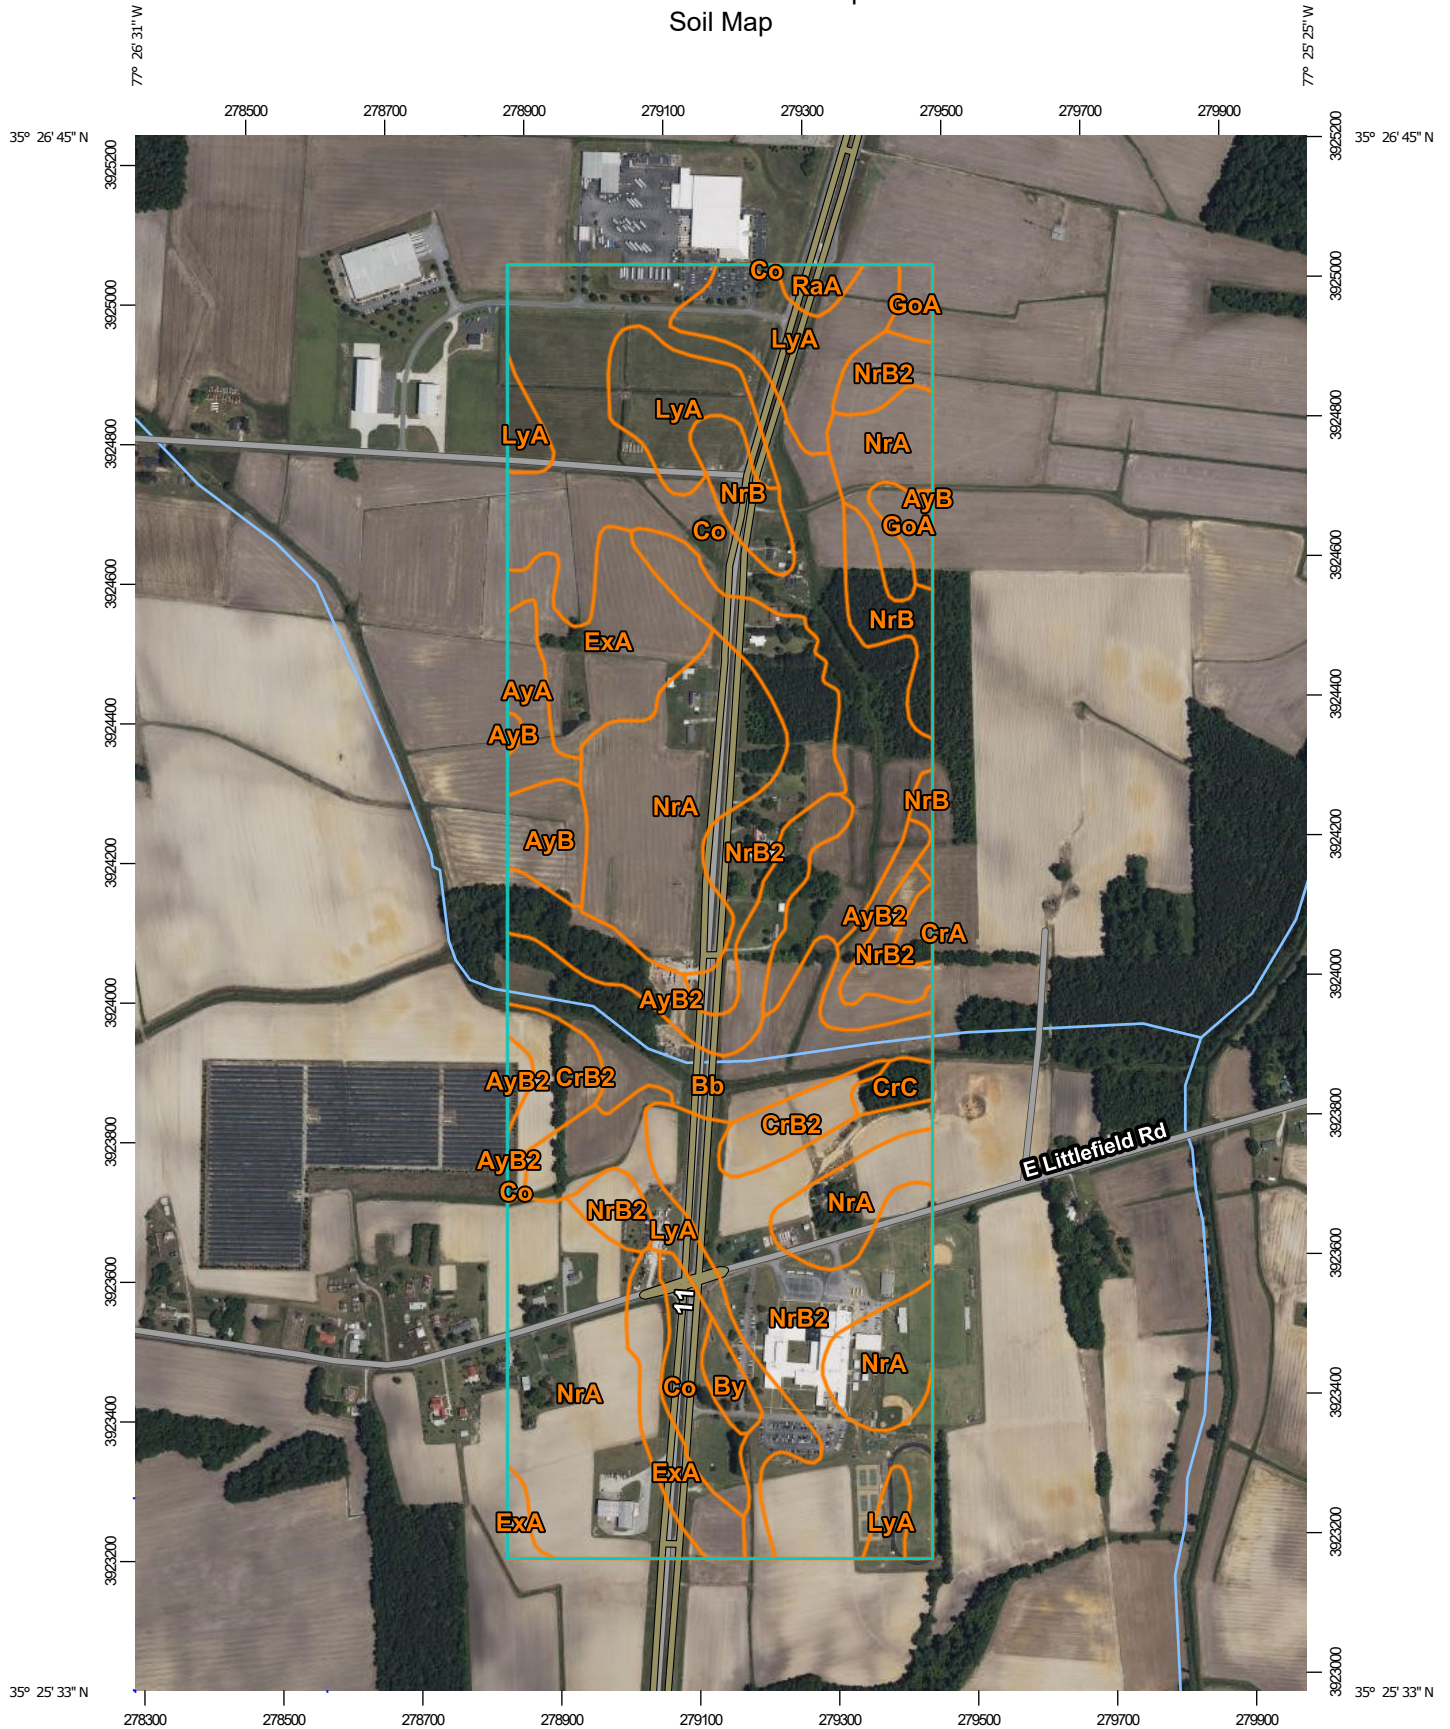 Soil Map
77° 26' 31'' W
77° 25' 25'' W
278500 278700 278900 279100 279300 279500 279700 279900
35° 26' 45'' N
35° 26' 45'' N
3925200
3925200
Co
RaA
GoA
3925000
3925000
LyA
NrB2
LyA
3924800
3924800
LyA
NrA
NrB
AyB
GoA
Co
3924600
3924600
NrB
ExA
AyA
3924400
3924400
AyB
NrB
NrA
3924200
3924200
AyB
NrB2
AyB2
CrA
NrB2
3924000
3924000
AyB2
AyB2
CrB2
Bb
CrC
CrB2
3923800
3923800
E Littlefield Rd
AyB2
Co
NrB2
NrA
LyA
3923600
3923600
11
NrB2
NrA
Co
By
NrA
3923400
3923400
ExA
ExA
LyA
3923200
3923200
3923000
35° 25' 33'' N
35° 25' 33'' N
278300 278500 278700 278900 279100 279300 279500 279700 279900